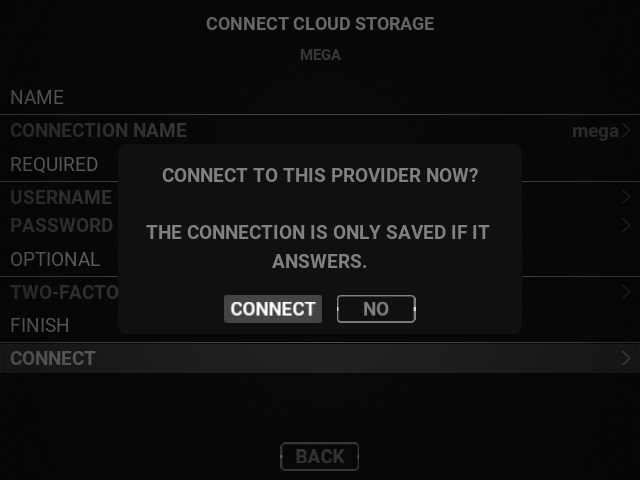 CONNECT CLOUD STORAGE
MEGA
NAME
CONNECTION NAME mega
REQUIRED
CONNECT TO THIS PROVIDER NOW?
USERNAME
PASSWORD
THE CONNECTION IS ONLY SAVED IF IT
ANSWERS.
OPTIONAL
TWO-FACTO
CONNECT NO
FINISH
CONNECT
BACK